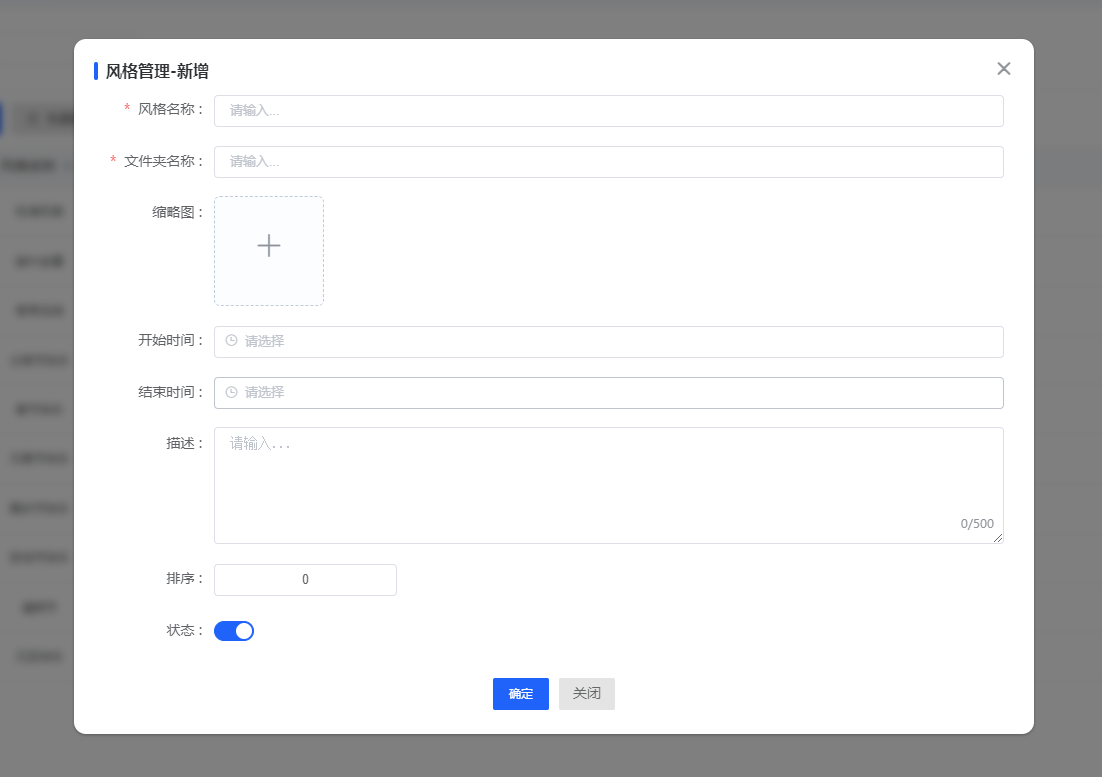 风格管理-新增
* 风格名称：
请输入...
* 文件夹名称：
请输入...
缩略图：
开始时间：
请选择
结束时间：
请选择
描述：
请输入...
0/500
排序：
0
状态：
确定
关闭